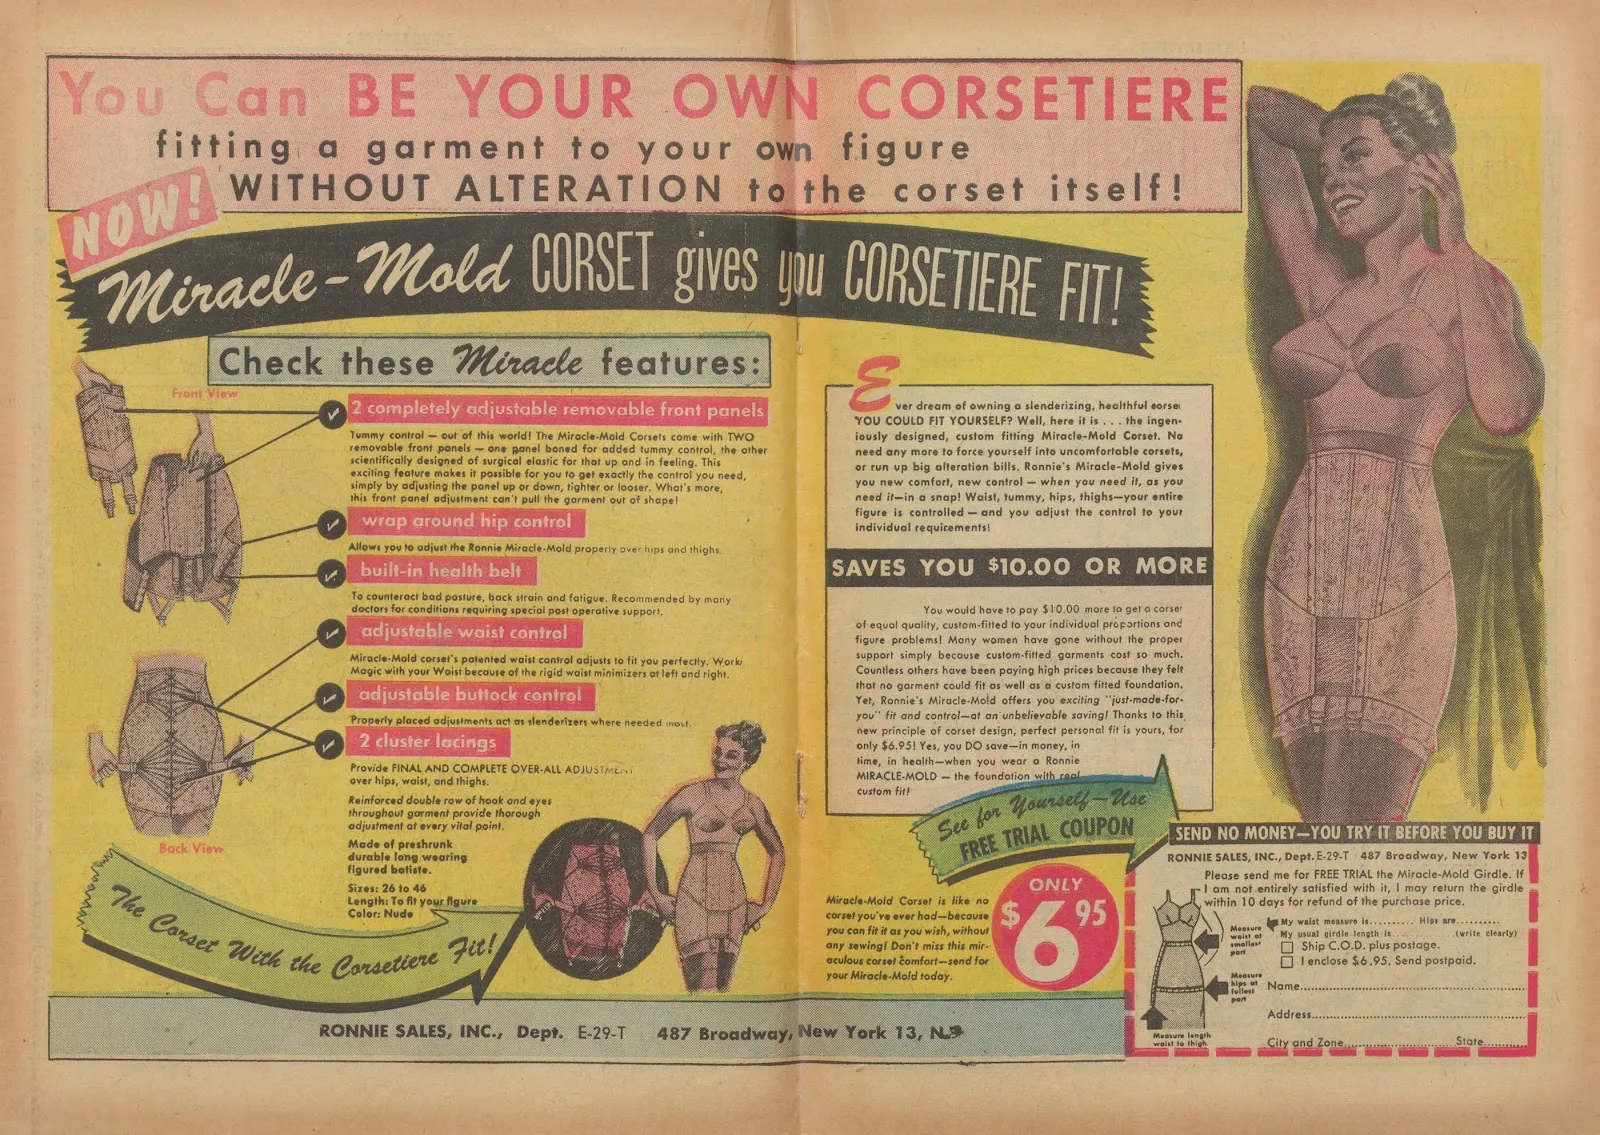 You Can BE YOUR OWN CORSETIERE
fitting a garment to your own figure
WITHOUT ALTERATION to the corset itself!
NOW!
Miracle-Mold CORSET gives you CORSETIERE FIT!
Check these Miracle features:
Front View
2 completely adjustable removable front panels
Tummy control — out of this world! The Miracle-Mold Corsets come with TWO
removable front panels — one panel boned for added tummy control, the other
scientifically designed of surgical elastic for that up and in feeling. This
exciting feature makes it possible for you to get exactly the control you need,
simply by adjusting the panel up or down, tighter or looser. What's more,
this front panel adjustment can't pull the garment out of shape!
wrap around hip control
Allows you to adjust the Ronnie Miracle-Mold properly over hips and thighs.
built-in health belt
To counteract bad posture, back strain and fatigue. Recommended by many
doctors for conditions requiring special post operative support.
adjustable waist control
Miracle-Mold corset's patented waist control adjusts to fit you perfectly. Work
Magic with your Waist because of the rigid waist minimizers at left and right.
adjustable buttock control
Properly placed adjustments act as slenderizers where needed most.
2 cluster lacings
Provide FINAL AND COMPLETE OVER-ALL ADJUSTMENT
over hips, waist, and thighs.
Reinforced double row of hook and eyes
throughout garment provide thorough
adjustment at every vital point.
Made of preshrunk
durable long wearing
figured batiste.
Sizes: 26 to 46
Length: To fit your figure
Color: Nude
Back View
The Corset With the Corsetiere Fit!
Ever dream of owning a slenderizing, healthful corse
YOU COULD FIT YOURSELF? Well, here it is . . . the ingen-
iously designed, custom fitting Miracle-Mold Corset. No
need any more to force yourself into uncomfortable corsets,
or run up big alteration bills. Ronnie's Miracle-Mold gives
you new comfort, new control — when you need it, as you
need it—in a snap! Waist, tummy, hips, thighs—your entire
figure is controlled — and you adjust the control to your
individual requirements!
SAVES YOU $10.00 OR MORE
You would have to pay $10.00 more to get a corse
of equal quality, custom-fitted to your individual proportions and
figure problems! Many women have gone without the proper
support simply because custom-fitted garments cost so much.
Countless others have been paying high prices because they felt
that no garment could fit as well as a custom fitted foundation.
Yet, Ronnie's Miracle-Mold offers you exciting "just-made-for-
you" fit and control—at an unbelievable saving! Thanks to this
new principle of corset design, perfect personal fit is yours, for
only $6.95! Yes, you DO save—in money, in
time, in health—when you wear a Ronnie
MIRACLE-MOLD — the foundation with real
custom fit!
See for Yourself—Use
FREE TRIAL COUPON
Miracle-Mold Corset is like no
corset you've ever had—because
you can fit it as you wish, without
any sewing! Don't miss this mir-
aculous corset comfort—send for
your Miracle-Mold today.
ONLY
$6.95
RONNIE SALES, INC., Dept. E-29-T 487 Broadway, New York 13, N.
SEND NO MONEY—YOU TRY IT BEFORE YOU BUY IT
RONNIE SALES, INC., Dept. E-29-T 487 Broadway, New York 13
Please send me for FREE TRIAL the Miracle-Mold Girdle. If
I am not entirely satisfied with it, I may return the girdle
within 10 days for refund of the purchase price.
My waist measure is.......... Hips are..........
My usual girdle length is............... (write clearly)
Ship C.O.D. plus postage.
I enclose $6.95. Send postpaid.
Name
Address
City and Zone State
Measure
waist at
smallest
part
Measure
hips at
fullest
part
Measure length
waist to thigh